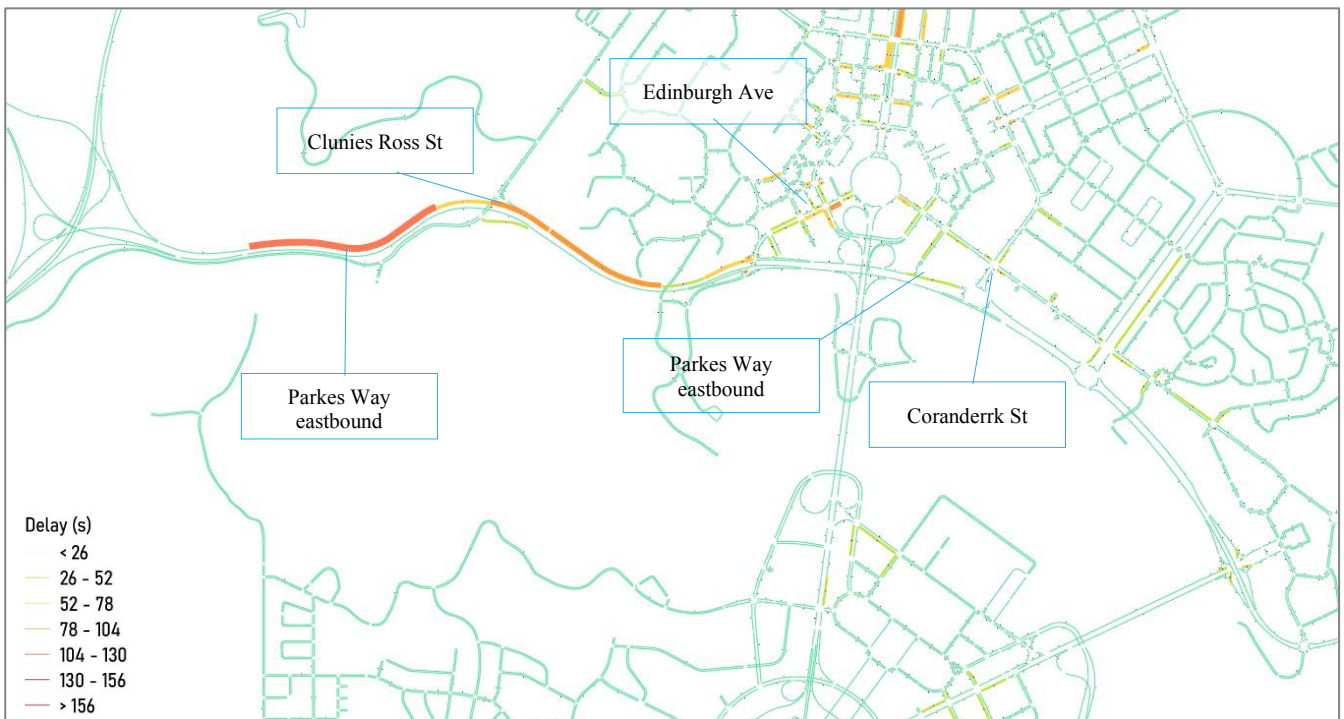 Edinburgh Ave
Clunies Ross St
Parkes Way
eastbound
Parkes Way
eastbound
Coranderrk St
Delay (s)
< 26
26 - 52
52 - 78
78 - 104
104 - 130
130 - 156
> 156